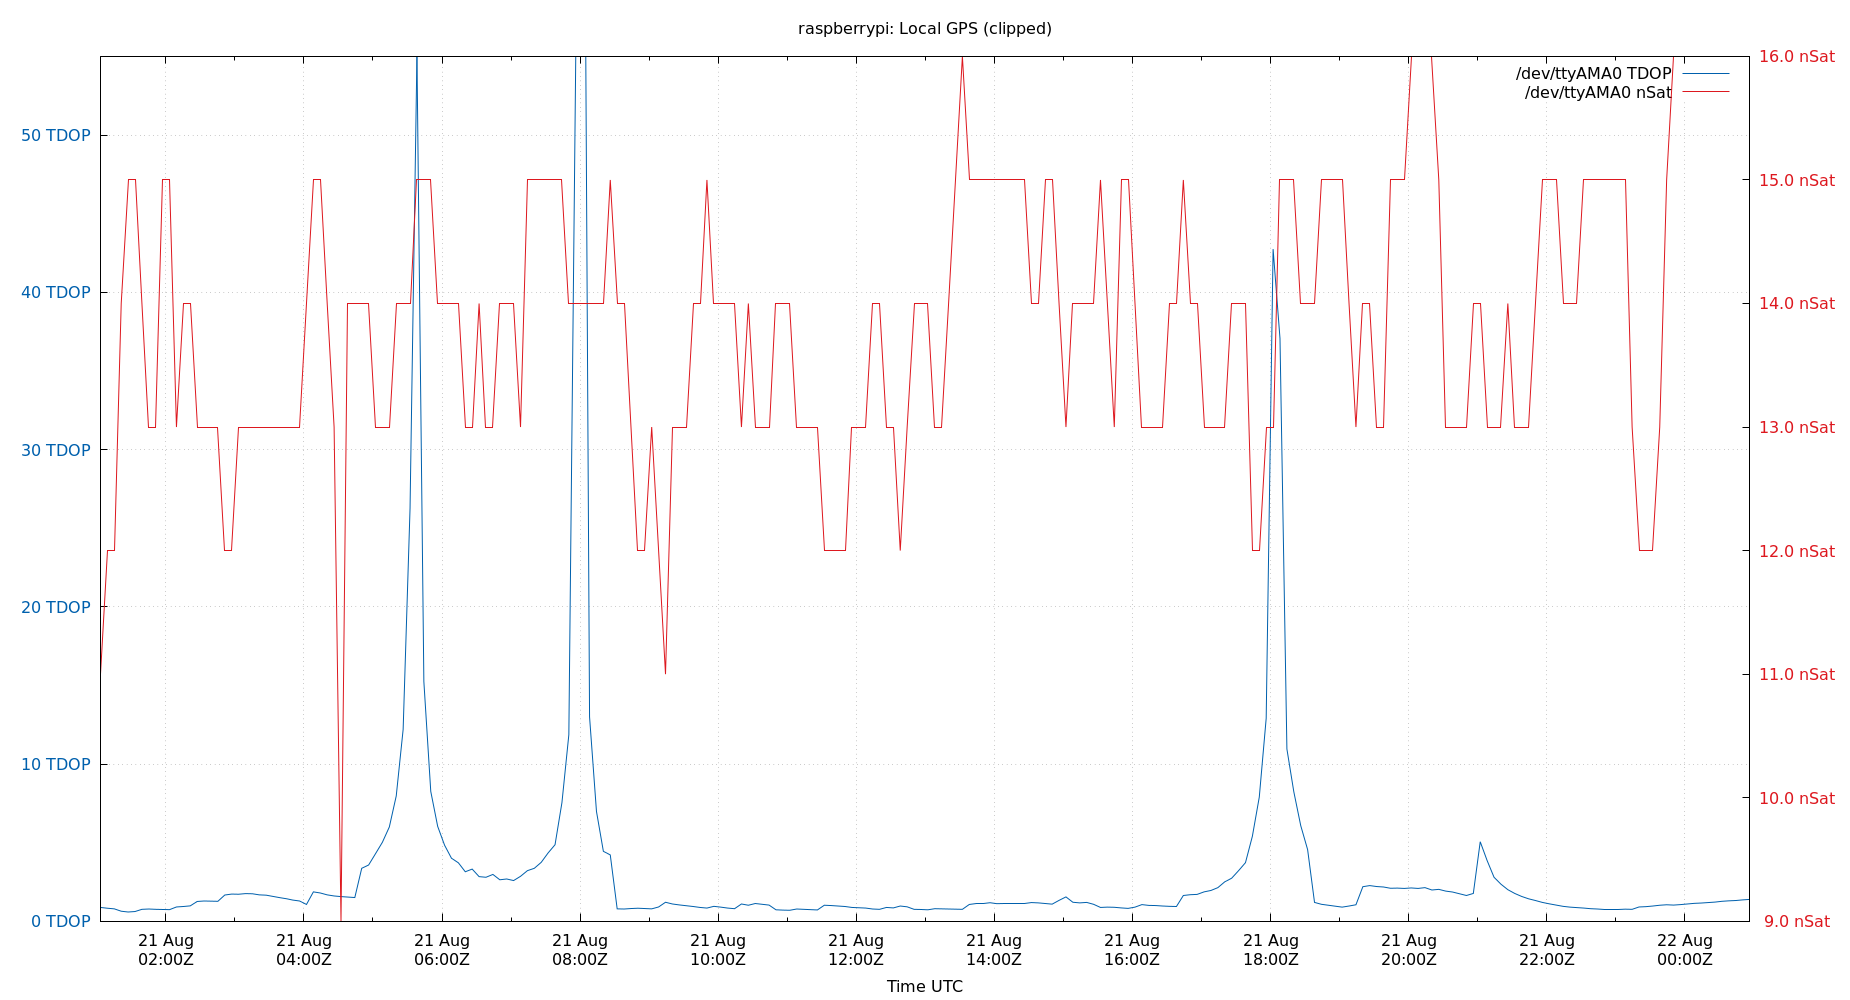 raspberrypi: Local GPS (clipped)
/dev/ttyAMA0 TDOP
/dev/ttyAMA0 nSat
50 TDOP
40 TDOP
30 TDOP
20 TDOP
10 TDOP
0 TDOP
16.0 nSat
15.0 nSat
14.0 nSat
13.0 nSat
12.0 nSat
11.0 nSat
10.0 nSat
9.0 nSat
21 Aug 21 Aug 21 Aug 21 Aug 21 Aug 21 Aug 21 Aug 21 Aug 21 Aug 21 Aug 21 Aug 22 Aug
02:00Z 04:00Z 06:00Z 08:00Z 10:00Z 12:00Z 14:00Z 16:00Z 18:00Z 20:00Z 22:00Z 00:00Z
Time UTC